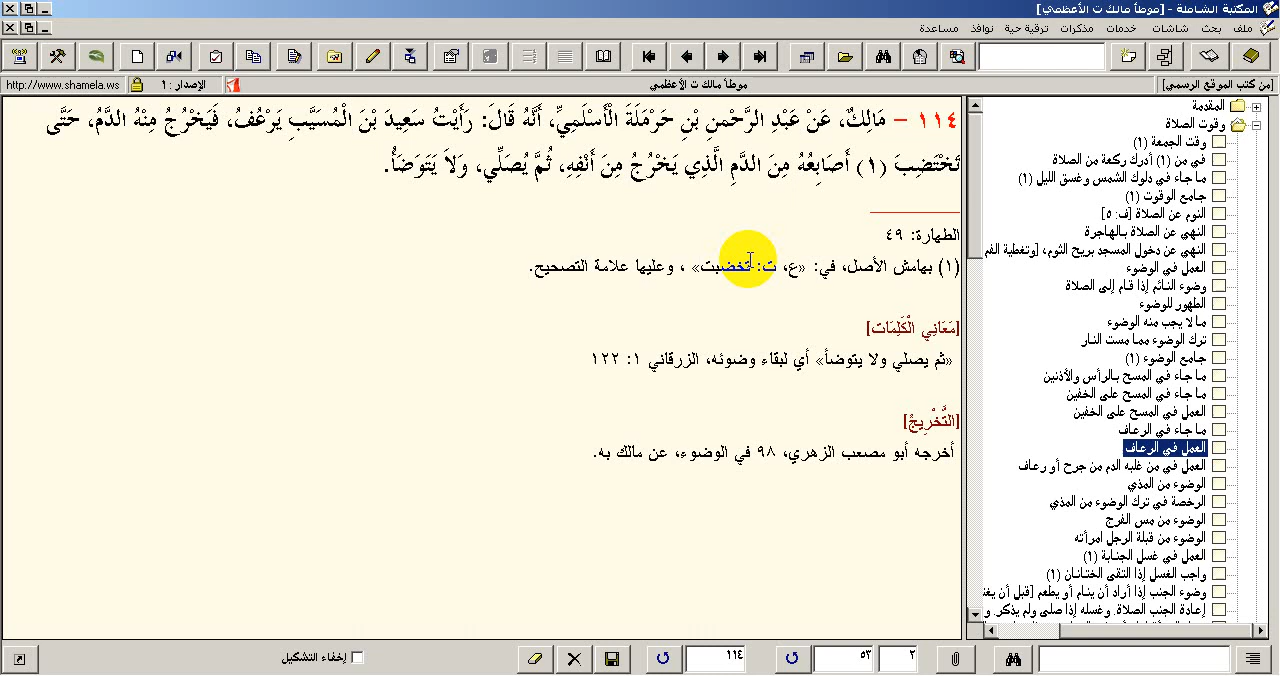 المكتبة الشاملة - [موطأ مالك ت الأعظمي]
ملف بحث شاشات خدمات مذكرات ترقية حية نوافذ مساعدة
[من كتب الموقع الرسمي] موطأ مالك ت الأعظمي الإصدار: ١ http://www.shamela.ws
١١٤ – مَالِكٌ، عَنْ عَبْدِ الرَّحْمنِ بْنِ حَرْمَلَةَ الْأَسْلَمِيِّ، أَنَّه قَالَ: رَأَيْتُ سَعِيدَ بْنَ الْمُسَيَّبِ يَرْعُفُ، فَيَخْرُجُ مِنْهُ الدَّمُ، حَتَّى
تَخْتَضِبَ (١) أَصَابِعُهُ مِنَ الدَّمِ الَّذِي يَخْرُجُ مِنَ أَنْفِهِ، ثُمَّ يُصَلِّي، وَلاَ يَتَوَضَأُ.
الطهارة: ٤٩
(١) بهامش الأصل، في: «ع، ت: تخضبت» ، وعليها علامة التصحيح.
[مَعَانِي الْكَلِمَات]
«ثم يصلي ولا يتوضأ» أي لبقاء وضوئه، الزرقاني ١: ١٢٢
[التَّخْرِيجُ]
أخرجه أبو مصعب الزهري، ٩٨ في الوضوء، عن مالك به.
المقدمة
وقوت الصلاة
وقت الجمعة (١)
في من (١) أدرك ركعة من الصلاة
ما جاء في دلوك الشمس وغسق الليل (١)
جامع الوقوت (١)
النوم عن الصلاة [ف: ٥]
النهي عن الصلاة بالهاجرة
النهي عن دخول المسجد بريح الثوم، [وتغطية الفم
العمل في الوضوء
وضوء النائم إذا قام إلى الصلاة
الطهور للوضوء
ما لا يجب منه الوضوء
ترك الوضوء مما مست النار
جامع الوضوء (١)
ما جاء في المسح بالرأس والأذنين
ما جاء في المسح على الخفين
العمل في المسح على الخفين
ما جاء في الرعاف
العمل في الرعاف
العمل في من غلبه الدم من جرح أو رعاف
الوضوء من المذي
الرخصة في ترك الوضوء من المذي
الوضوء من مس الفرج
الوضوء من قبلة الرجل امرأته
العمل في غسل الجنابة (١)
واجب الغسل إذا التقى الختانان (١)
وضوء الجنب إذا أراد أن ينام أو يطعم [قبل أن يغت
إعادة الجنب الصلاة. وغسله إذا صلى ولم يذكر. و
٢ ٥٣ ١١٤ إخفاء التشكيل